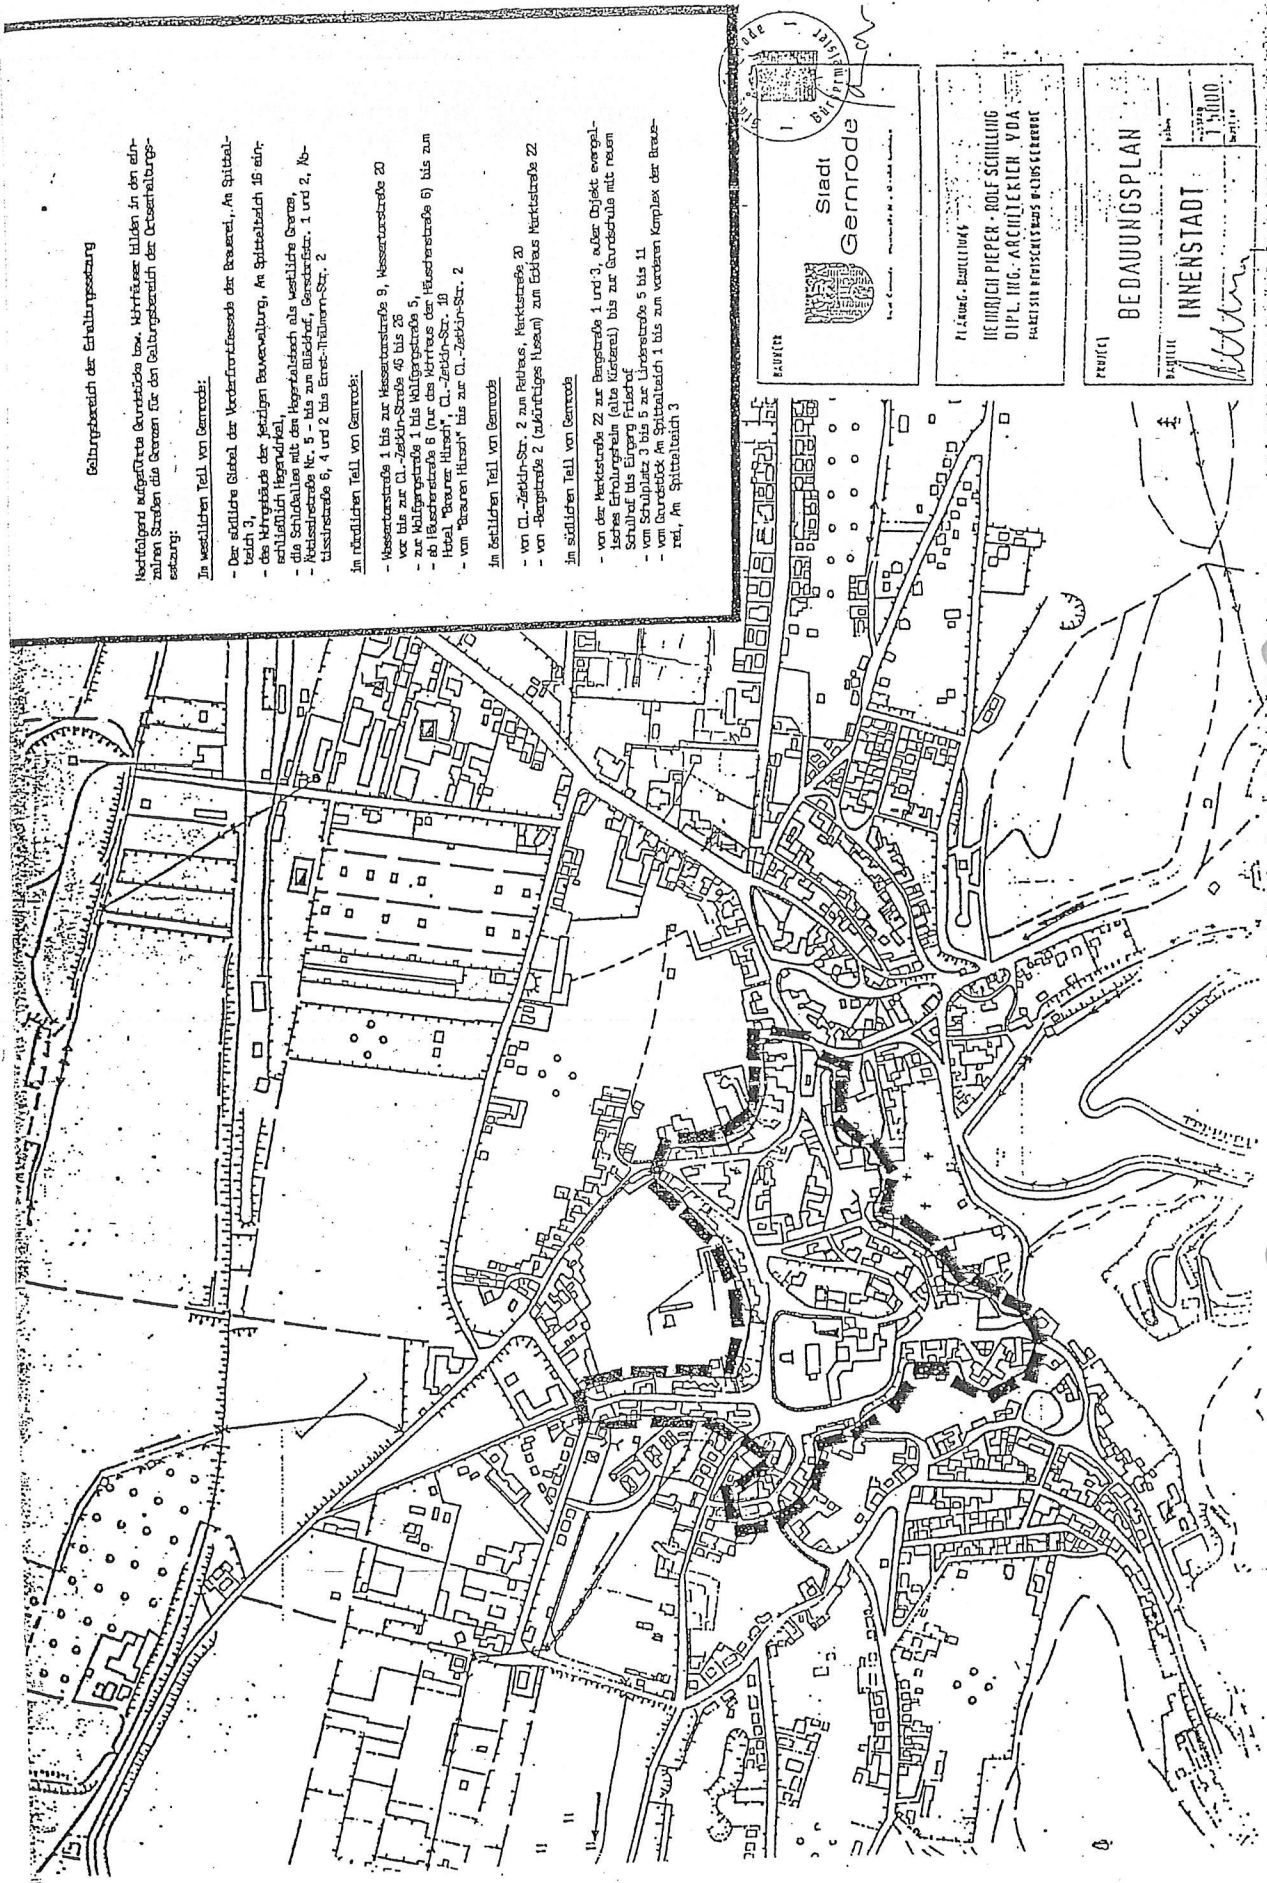 Geltungsbereich der Erhaltungssatzung
Nachfolgend aufgeführte Grundstücke bzw. Wohnhäuser bilden in den ein-
zelnen Straßen die Grenzen für den Geltungsbereich der Ortserhaltungs-
satzung:
Im westlichen Teil von Gernrode:
- Der südliche Giebel der Vorderfrontfassade der Brauerei, Am Spittel-
teich 3,
- des Wohngebäude der jetzigen Bauverwaltung, Am Spittelteich 16 ein-
schließlich Hagenwinkel,
- die Schloballee mit dem Hagentalsbach als westliche Grenze,
- Äbtissinstraße Nr. 5 - bis zum Bläckhof, Gersdorfstr. 1 und 2, Äb-
tissinstraße 6, 4 und 2 bis Ernst-Thälmann-Str. 2
im nördlichen Teil von Gernrode:
- Wassertorstraße 1 bis zur Wassertorstraße 9, Wassertorstraße 20
vor bis zur Cl.-Zetkin-Straße 46 bis 26
- zur Walfgangstraße 1 bis Walfgangstraße 5,
- ab Häuschenstraße 6 (nur das Wohnhaus der Häuschenstraße 6) bis zum
Hotel "Brauner Hirsch", Cl.-Zetkin-Str. 18
- vom "Braunen Hirsch" bis zur Cl.-Zetkin-Str. 2
im östlichen Teil von Gernrode
- von Cl.-Zetkin-Str. 2 zum Rathaus, Marktstraße 20
- von -Bergstraße 2 (zukünftiges Museum) zum Eckhaus Marktstraße 22
im südlichen Teil von Gernrode
- von der Marktstraße 22 zur Bergstraße 1 und 3, außer Objekt evangel-
isches Erholungsheim (alte Küsterei) bis zur Grundschule mit neuem
Schulhof bis Eingang Friedhof
- vom Schulplatz 3 bis 5 zur Lindenstraße 5 bis 11
- vom Grundstück Am Spittelteich 1 bis zum vorderen Komplex der Braue-
rei, Am Spittelteich 3
Bürgermeister
BAUHERR
Stadt
Gernrode
HEINRICH PIEPER · ROLF SCHILLING
DIPL. ING. ARCHITEKTEN VDA
PROJEKT
BEBAUUNGSPLAN
BAUTEIL
INNENSTADT
1:5000